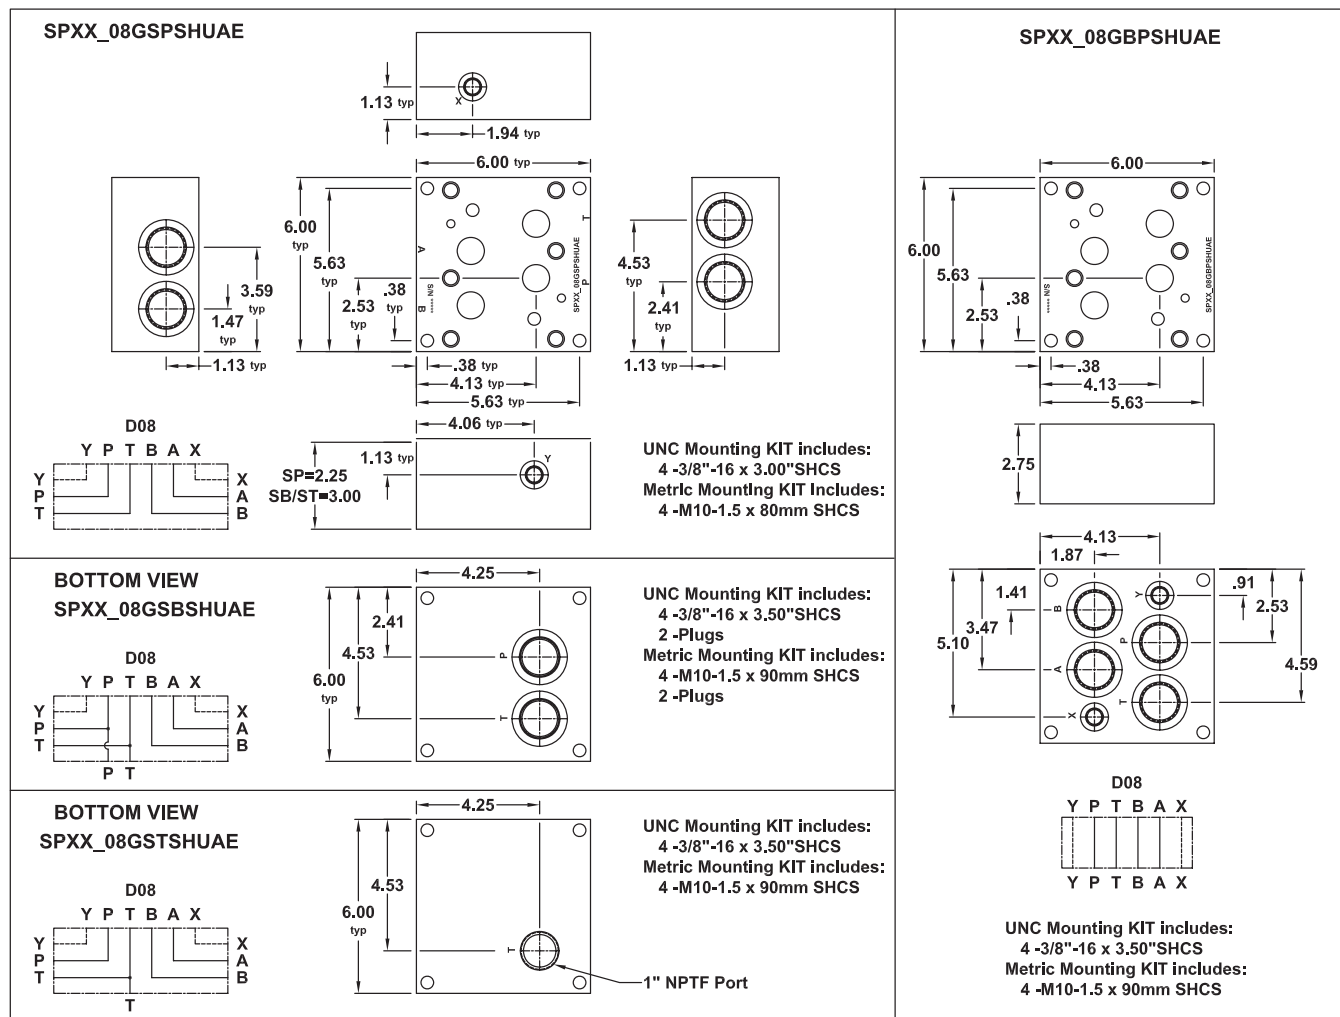 SPXX_08GSPSHUAE
X
1.13 typ
1.94 typ
6.00 typ
6.00 typ
5.63 typ
2.53 typ
.38 typ
A
B
T
P
S/N *****
SPXX_08GSPSHUAE
.38 typ
4.13 typ
5.63 typ
3.59 typ
1.47 typ
1.13 typ
4.53 typ
2.41 typ
1.13 typ
4.06 typ
1.13 typ
Y
SP=2.25
SB/ST=3.00
D08
Y P T B A X
Y X
P A
T B
UNC Mounting KIT includes:
4 -3/8"-16 x 3.00"SHCS
Metric Mounting KIT Includes:
4 -M10-1.5 x 80mm SHCS
BOTTOM VIEW
SPXX_08GSBSHUAE
D08
Y P T B A X
Y X
P A
T B
P T
4.25
2.41
4.53
6.00 typ
P
T
UNC Mounting KIT includes:
4 -3/8"-16 x 3.50"SHCS
2 -Plugs
Metric Mounting KIT includes:
4 -M10-1.5 x 90mm SHCS
2 -Plugs
BOTTOM VIEW
SPXX_08GSTSHUAE
D08
Y P T B A X
Y X
P A
T B
T
4.25
4.53
6.00 typ
T
1" NPTF Port
UNC Mounting KIT includes:
4 -3/8"-16 x 3.50"SHCS
Metric Mounting KIT includes:
4 -M10-1.5 x 90mm SHCS
SPXX_08GBPSHUAE
6.00
6.00
5.63
2.53
.38
S/N *****
SPXX_08GBPSHUAE
.38
4.13
5.63
2.75
4.13
1.87
1.41
3.47
5.10
.91
2.53
4.59
B
Y
P
A
T
X
D08
Y P T B A X
Y P T B A X
UNC Mounting KIT includes:
4 -3/8"-16 x 3.50"SHCS
Metric Mounting KIT includes:
4 -M10-1.5 x 90mm SHCS